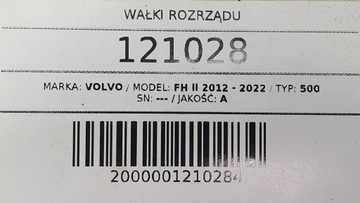 WAŁKI ROZRZĄDU
121028
MARKA: VOLVO / MODEL: FH II 2012 - 2022 / TYP: 500
SN: --- / JAKOŚĆ: A
2000001210284